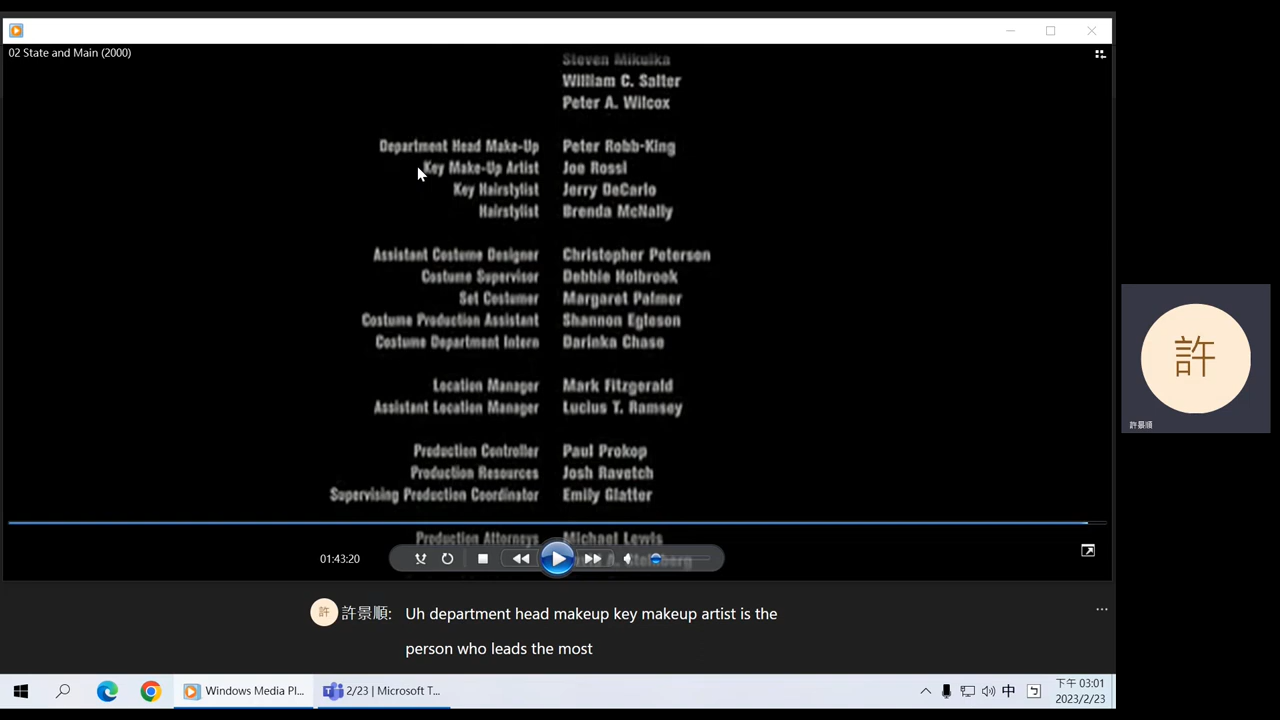 02 State and Main (2000)
Steven Mikulka
William C. Salter
Peter A. Wilcox
Department Head Make-Up Peter Robb-King
Key Make-Up Artist Joe Rossi
Key Hairstylist Jerry DeCarlo
Hairstylist Brenda McNally
Assistant Costume Designer Christopher Peterson
Costume Supervisor Debbie Holbrook
Set Costumer Margaret Palmer
Costume Production Assistant Shannon Egleson
Costume Department Intern Darinka Chase
Location Manager Mark Fitzgerald
Assistant Location Manager Lucius T. Ramsey
Production Controller Paul Prokop
Production Resources Josh Ravetch
Supervising Production Coordinator Emily Glatter
Production Attorneys Michael Lewis
A.
01:43:20
許
許景順
許 許景順: Uh department head makeup key makeup artist is the
person who leads the most
Windows Media Pl...
2/23 | Microsoft T...
中
下午 03:01
2023/2/23